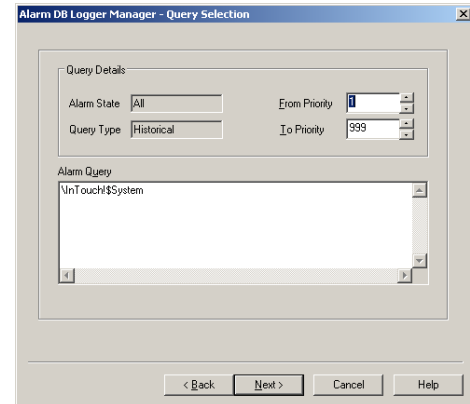 Alarm DB Logger Manager - Query Selection
Query Details
Alarm State All From Priority 1
Query Type Historical To Priority 999
Alarm Query
\InTouch!$System
< Back Next > Cancel Help